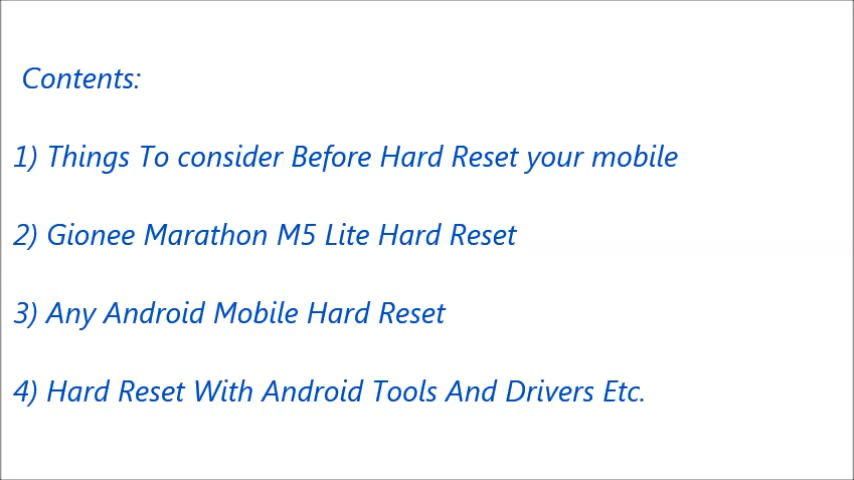 Contents:
1) Things To consider Before Hard Reset your mobile
2) Gionee Marathon M5 Lite Hard Reset
3) Any Android Mobile Hard Reset
4) Hard Reset With Android Tools And Drivers Etc.